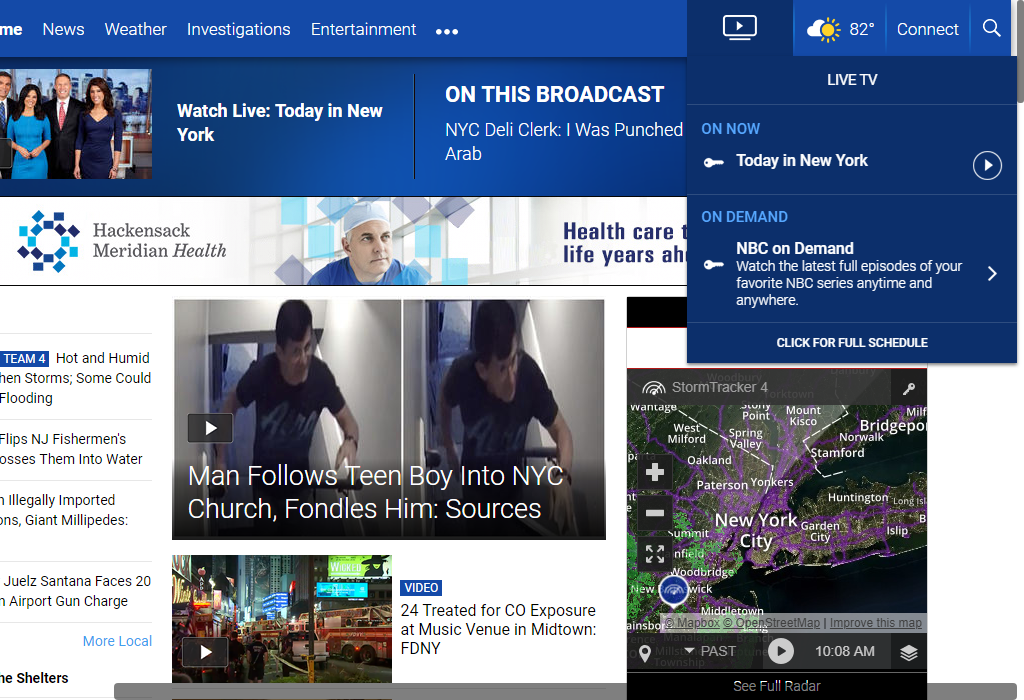 me News Weather Investigations Entertainment ••• 82° Connect
LIVE TV
ON NOW
Today in New York
ON DEMAND
NBC on Demand
Watch the latest full episodes of your
favorite NBC series anytime and
anywhere.
CLICK FOR FULL SCHEDULE
Watch Live: Today in New
York
ON THIS BROADCAST
NYC Deli Clerk: I Was Punched
Arab
Hackensack
Meridian Health
Health care t
life years ah
TEAM 4 Hot and Humid
hen Storms; Some Could
Flooding
Flips NJ Fishermen's
osses Them Into Water
n Illegally Imported
ons, Giant Millipedes:
Juelz Santana Faces 20
n Airport Gun Charge
More Local
he Shelters
Man Follows Teen Boy Into NYC
Church, Fondles Him: Sources
WICKED
VIDEO
24 Treated for CO Exposure
at Music Venue in Midtown:
FDNY
StormTracker 4
Wantage
Stony
Point
Mount
Kisco
Milf
West
Milford
Spring
Valley
Bridgepor
Norwalk
Stamford
Oakland
Paterson
Yonkers
Huntington
Long Isl
New York
City
Garden
City
Islip
B
Summit
nfield
Woodbridge
New
wick
Middletown
ainsbor
© Mapbox © OpenStreetMap | Improve this map
Township
PAST
10:08 AM
See Full Radar